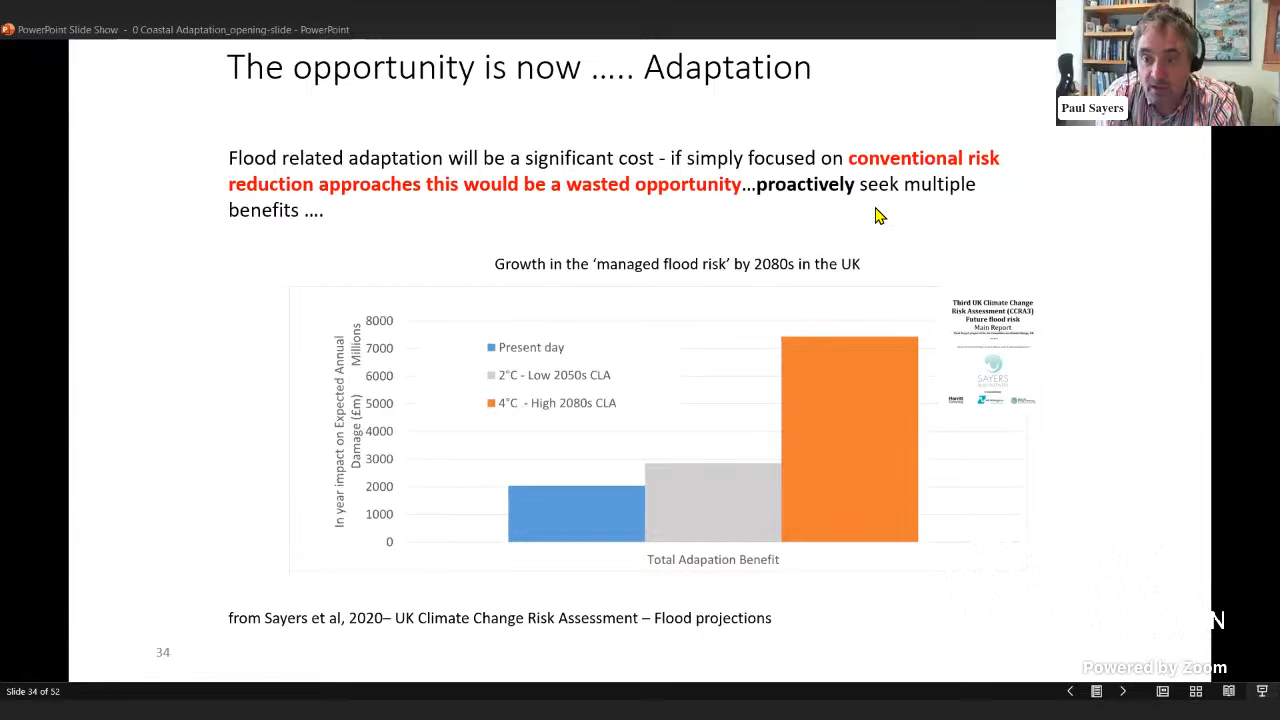 PowerPoint Slide Show - 0 Coastal Adaptation_opening-slide - PowerPoint
The opportunity is now ..... Adaptation
Paul Sayers
Flood related adaptation will be a significant cost - if simply focused on conventional risk
reduction approaches this would be a wasted opportunity...proactively seek multiple
benefits ....
Growth in the ‘managed flood risk’ by 2080s in the UK
In year impact on Expected Annual
Damage (£m) Millions
8000
7000
6000
5000
4000
3000
2000
1000
0
Present day
2°C - Low 2050s CLA
4°C - High 2080s CLA
Total Adapation Benefit
Third UK Climate Change
Risk Assessment (CCRA3)
Future flood risk
Main Report
SAYERS
from Sayers et al, 2020– UK Climate Change Risk Assessment – Flood projections
34
N
Powered by Zoom
Slide 34 of 52